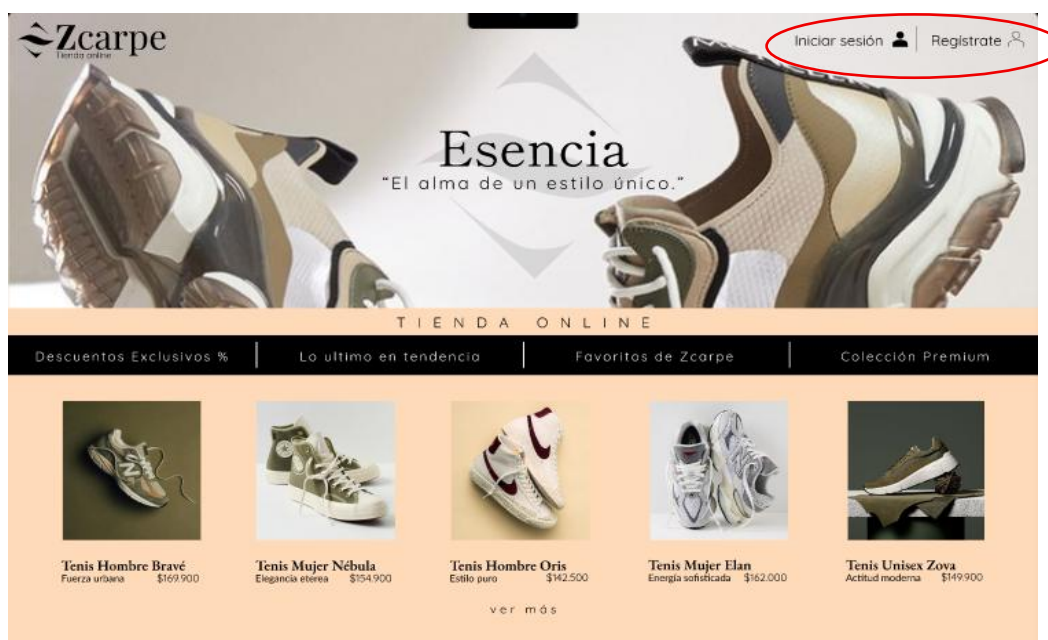 Zcarpe
Tienda online
Iniciar sesión
Regístrate
Esencia
“El alma de un estilo único.”
TIENDA ONLINE
Descuentos Exclusivos %
Lo ultimo en tendencia
Favoritas de Zcarpe
Colección Premium
Tenis Hombre Bravé
Fuerza urbana $169.900
Tenis Mujer Nébula
Elegancia eterea $154.900
Tenis Hombre Oris
Estilo puro $142.500
Tenis Mujer Elan
Energía sofisticada $162.000
Tenis Unisex Zova
Actitud moderna $149.900
ver más